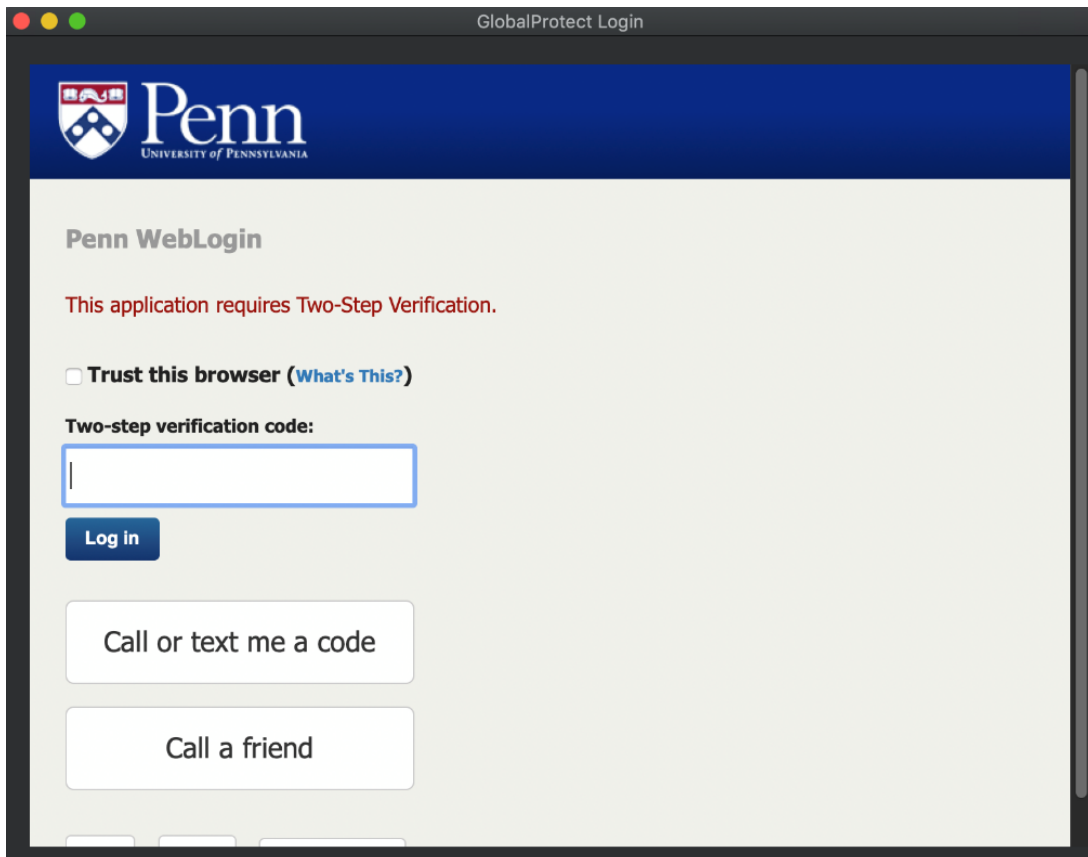 GlobalProtect Login
Penn
UNIVERSITY of PENNSYLVANIA
Penn WebLogin
This application requires Two-Step Verification.
Trust this browser (What's This?)
Two-step verification code:
Log in
Call or text me a code
Call a friend